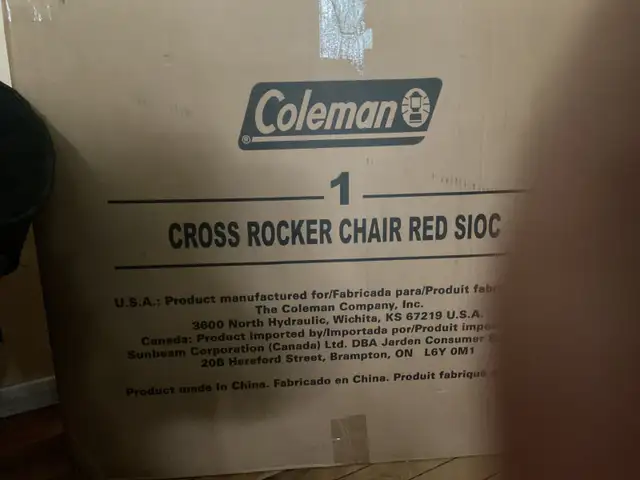 Coleman
®
1
CROSS ROCKER CHAIR RED SIOC
U.S.A.: Product manufactured for/Fabricada para/Produit
The Coleman Company, Inc.
3600 North Hydraulic, Wichita, KS 67219 U.S.A.
Canada: Product imported by/Importada por/Produit
Sunbeam Corporation (Canada) Ltd. DBA Jarden Consumer
20B Hereford Street, Brampton, ON L6Y 0M1
Product made in China. Fabricado en China. Produit